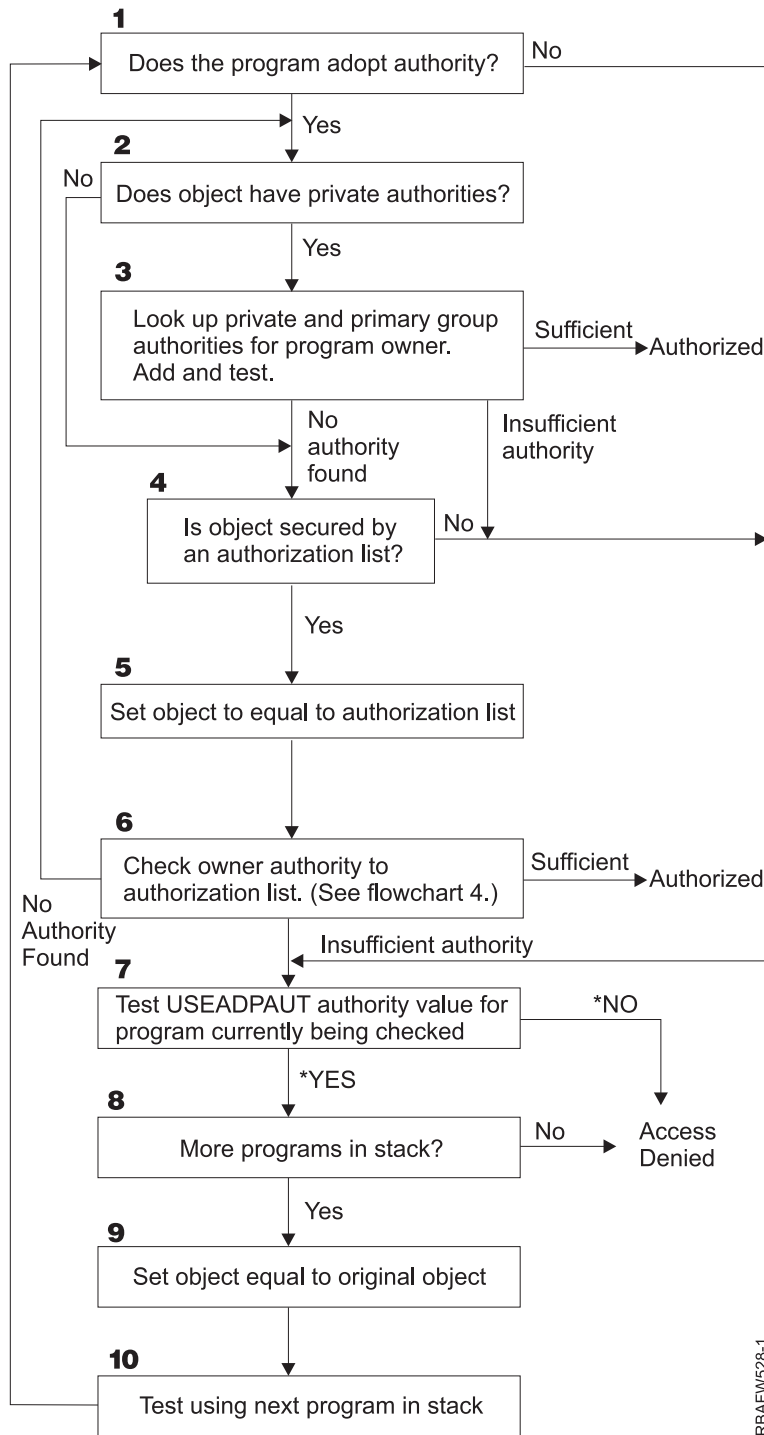 1
Does the program adopt authority?
No
Yes
2
No
Does object have private authorities?
Yes
3
Look up private and primary group
authorities for program owner.
Add and test.
Sufficient
Authorized
No
authority
found
Insufficient
authority
4
Is object secured by
an authorization list?
No
Yes
5
Set object to equal to authorization list
6
Check owner authority to
authorization list. (See flowchart 4.)
Sufficient
Authorized
No
Authority
Found
Insufficient authority
7
Test USEADPAUT authority value for
program currently being checked
*NO
*YES
8
More programs in stack?
No
Access
Denied
Yes
9
Set object equal to original object
10
Test using next program in stack
RBAFW528-1